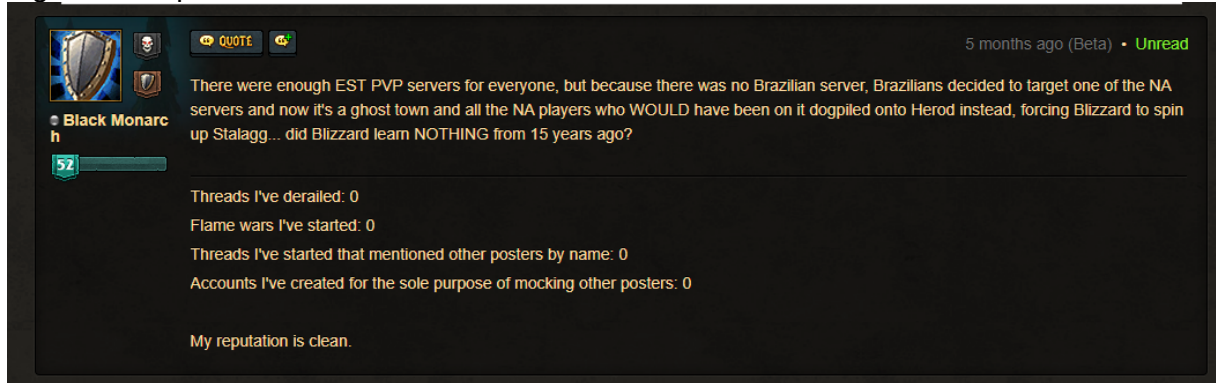 QUOTE
5 months ago (Beta) • Unread
There were enough EST PVP servers for everyone, but because there was no Brazilian server, Brazilians decided to target one of the NA
servers and now it's a ghost town and all the NA players who WOULD have been on it dogpiled onto Herod instead, forcing Blizzard to spin
up Stalagg... did Blizzard learn NOTHING from 15 years ago?
Black Monarc
h
52
Threads I've derailed: 0
Flame wars I've started: 0
Threads I've started that mentioned other posters by name: 0
Accounts I've created for the sole purpose of mocking other posters: 0
My reputation is clean.